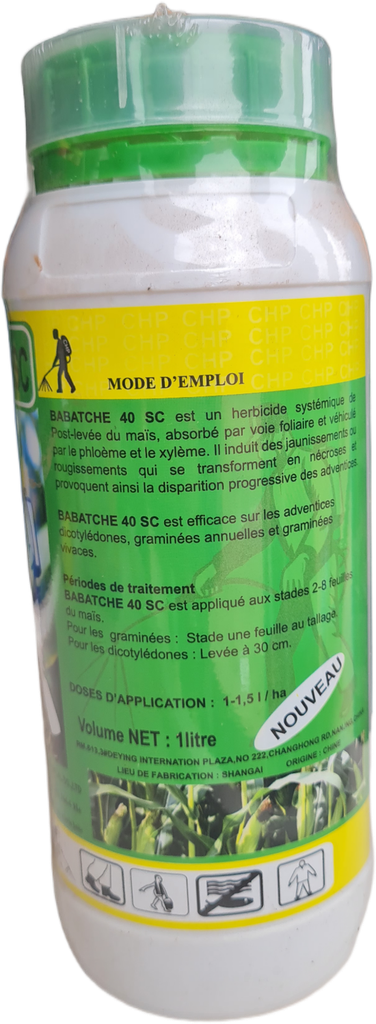 SC
CHP CHP CHP CHP
MODE D'EMPLOI
BABATCHE 40 SC est un herbicide systémique de
Post-levée du maïs, absorbé par voie foliaire et véhiculé
par le phloème et le xylème. Il induit des jaunissements ou
rougissements qui se transforment en nécroses et
provoquent ainsi la disparition progressive des adventices.
BABATCHE 40 SC est efficace sur les adventices
dicotylédones, graminées annuelles et graminées
vivaces.
Périodes de traitement
BABATCHE 40 SC est appliqué aux stades 2-8 feuilles
du maïs.
Pour les graminées : Stade une feuille au tallage.
Pour les dicotylédones : Levée à 30 cm.
DOSES D'APPLICATION : 1-1,5 l / ha
NOUVEAU
Volume NET : 1litre
INTERNATION PLAZA,NO 222,CHANGHONG RD,
LIEU DE FABRICATION : SHANGAI ORIGINE : CHINE